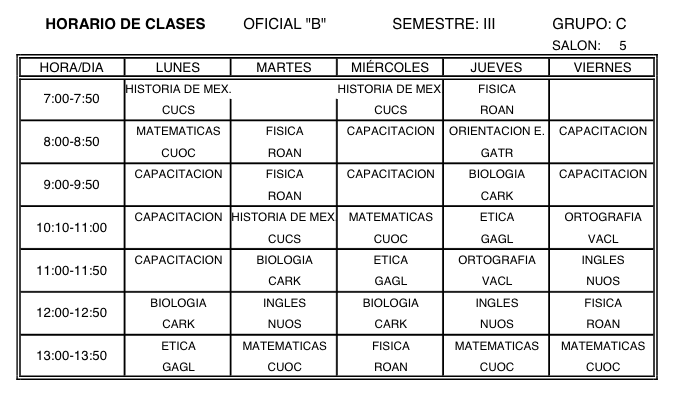 HORARIO DE CLASES OFICIAL "B" SEMESTRE: III GRUPO: C
SALON: 5
HORA/DIA LUNES MARTES MIÉRCOLES JUEVES VIERNES
7:00-7:50 HISTORIA DE MEX. HISTORIA DE MEX FISICA
CUCS CUCS ROAN
8:00-8:50 MATEMATICAS FISICA CAPACITACION ORIENTACION E. CAPACITACION
CUOC ROAN GATR
9:00-9:50 CAPACITACION FISICA CAPACITACION BIOLOGIA CAPACITACION
ROAN CARK
10:10-11:00 CAPACITACION HISTORIA DE MEX MATEMATICAS ETICA ORTOGRAFIA
CUCS CUOC GAGL VACL
11:00-11:50 CAPACITACION BIOLOGIA ETICA ORTOGRAFIA INGLES
CARK GAGL VACL NUOS
12:00-12:50 BIOLOGIA INGLES BIOLOGIA INGLES FISICA
CARK NUOS CARK NUOS ROAN
13:00-13:50 ETICA MATEMATICAS FISICA MATEMATICAS MATEMATICAS
GAGL CUOC ROAN CUOC CUOC